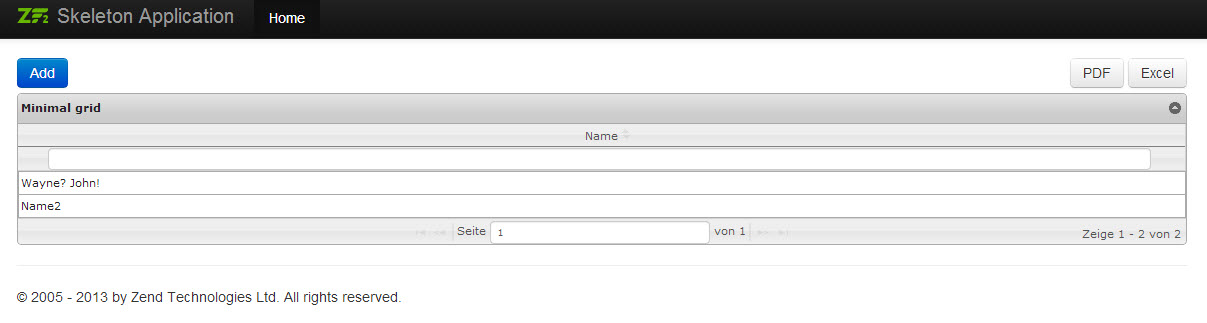 ZF2 Skeleton Application Home
Add PDF Excel
Minimal grid
Name
Wayne? John!
Name2
Seite 1 von 1 Zeige 1 - 2 von 2
© 2005 - 2013 by Zend Technologies Ltd. All rights reserved.